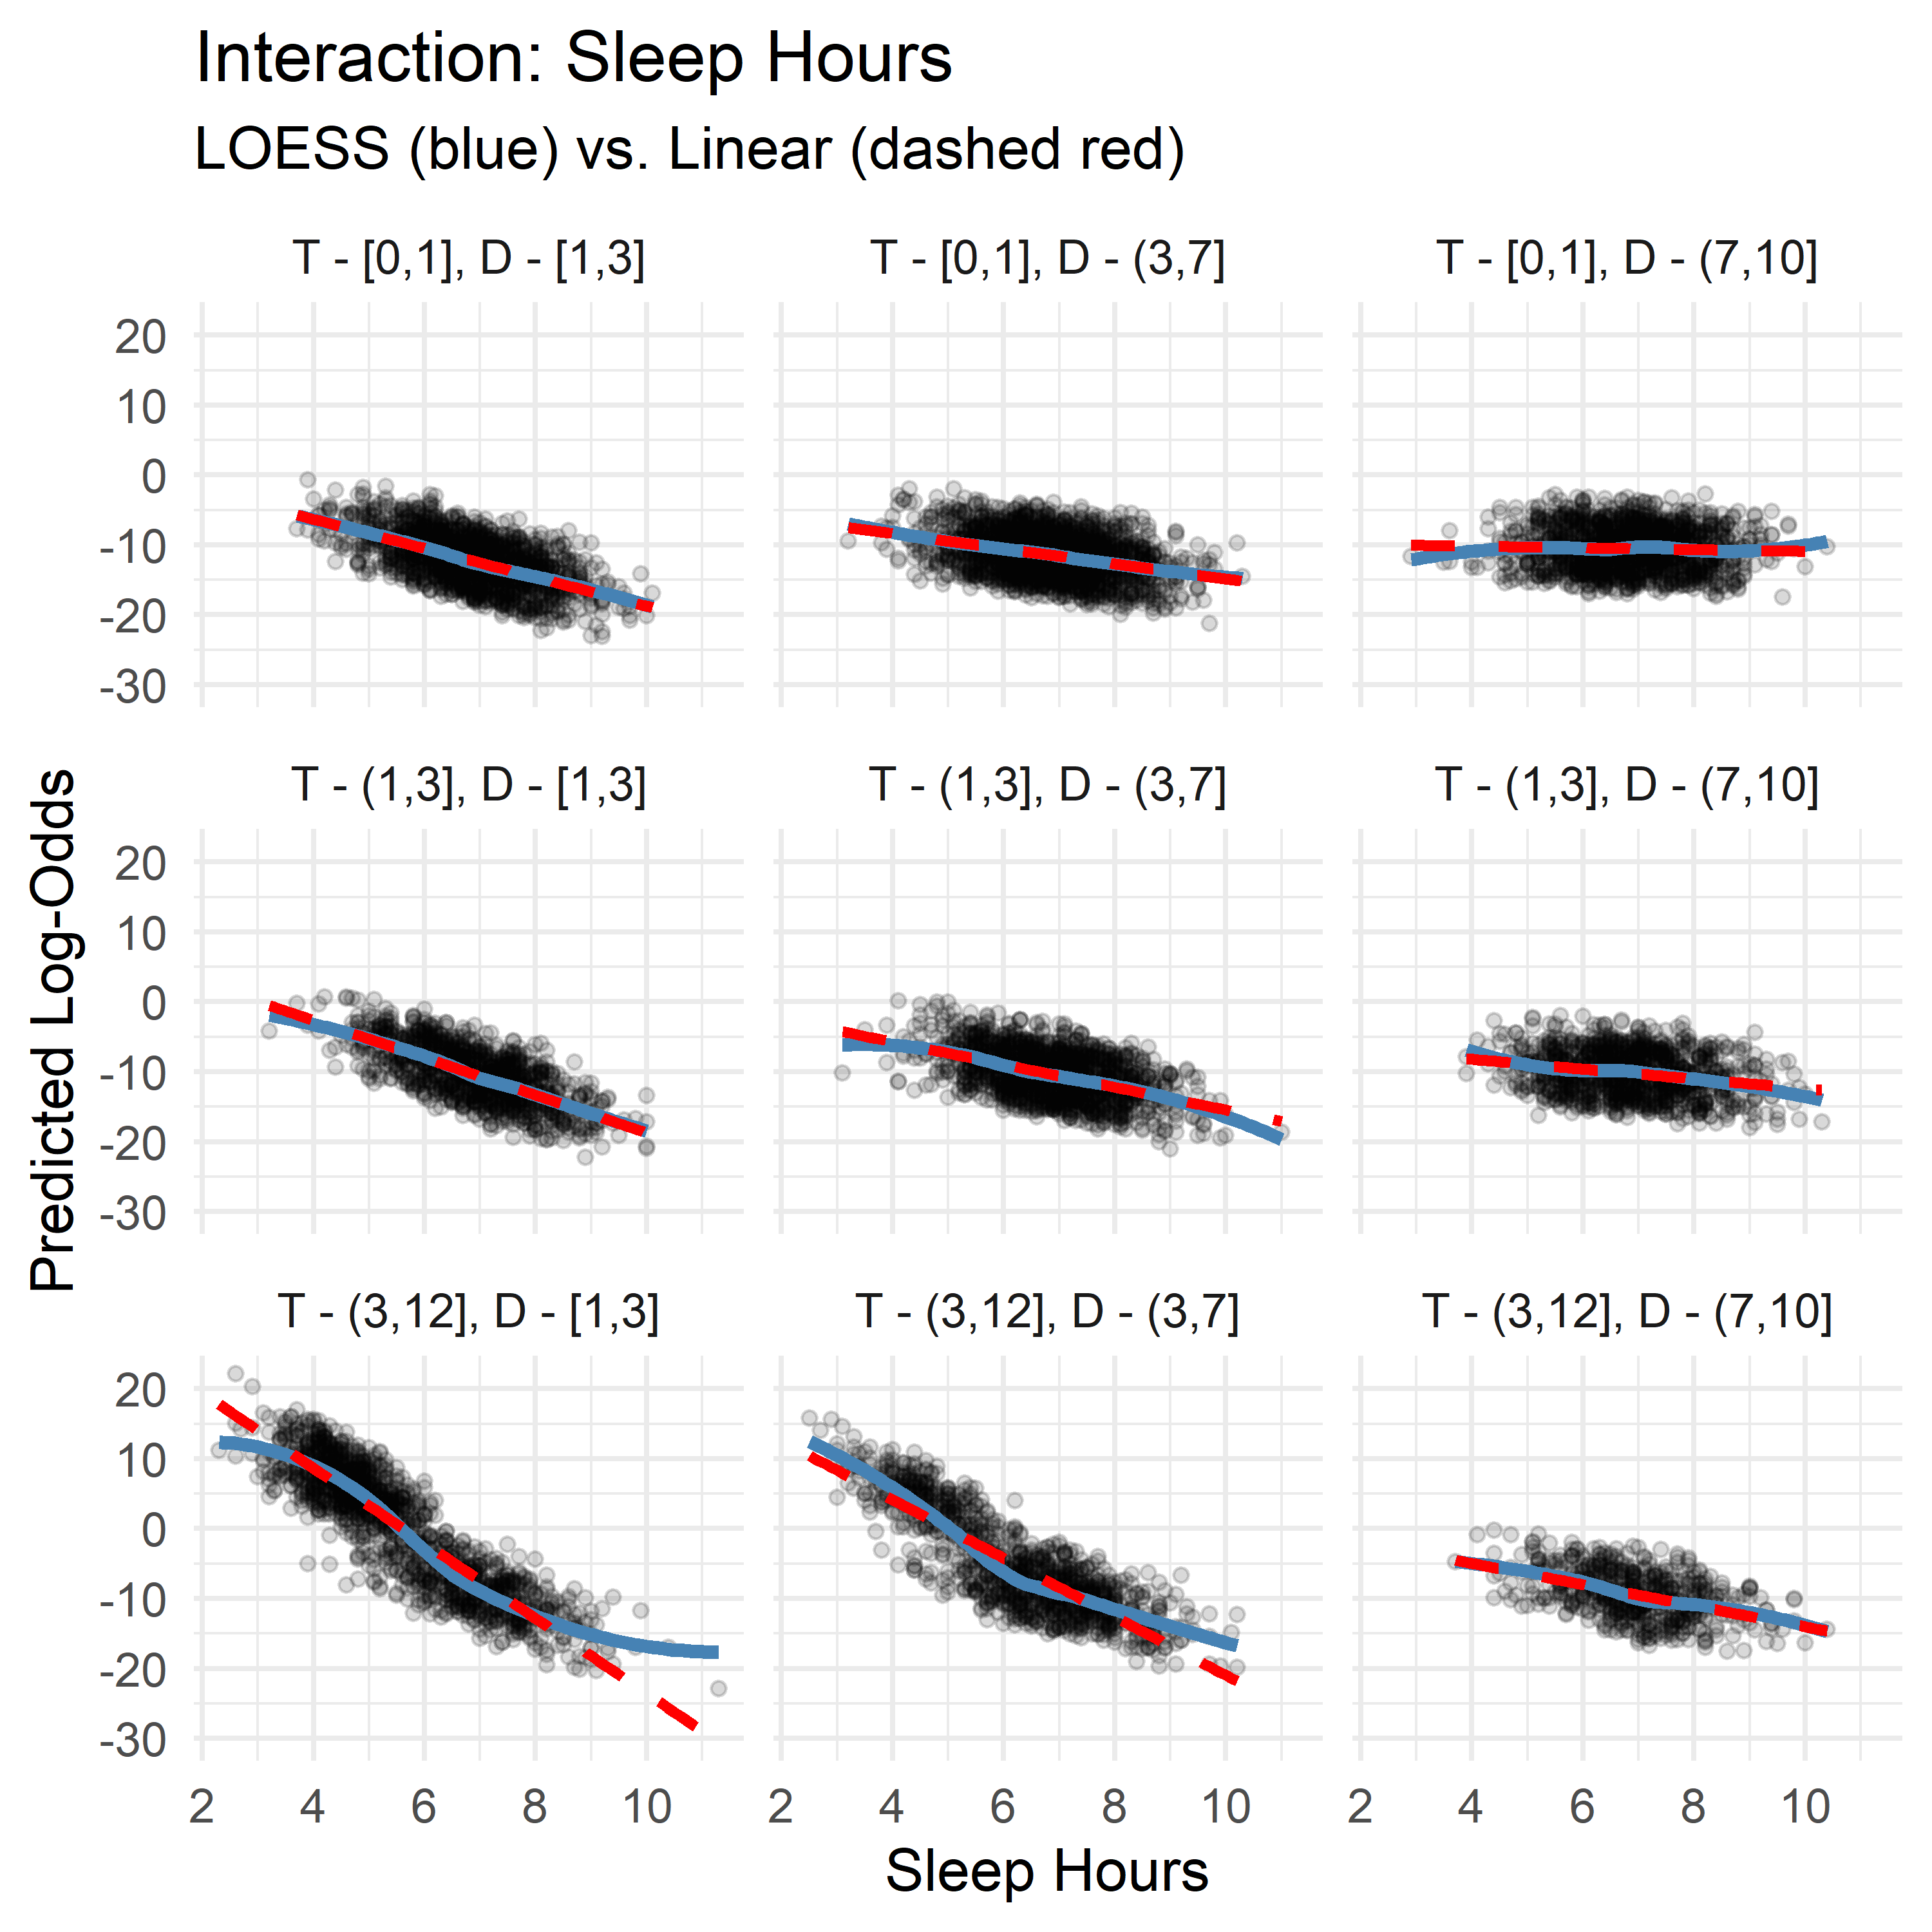 Interaction: Sleep Hours
LOESS (blue) vs. Linear (dashed red)
T - [0,1], D - [1,3]
T - [0,1], D - (3,7]
T - [0,1], D - (7,10]
20
10
0
-10
-20
-30
T - (1,3], D - [1,3]
T - (1,3], D - (3,7]
T - (1,3], D - (7,10]
20
10
0
-10
-20
-30
Predicted Log-Odds
T - (3,12], D - [1,3]
T - (3,12], D - (3,7]
T - (3,12], D - (7,10]
20
10
0
-10
-20
-30
2 4 6 8 10
2 4 6 8 10
2 4 6 8 10
Sleep Hours